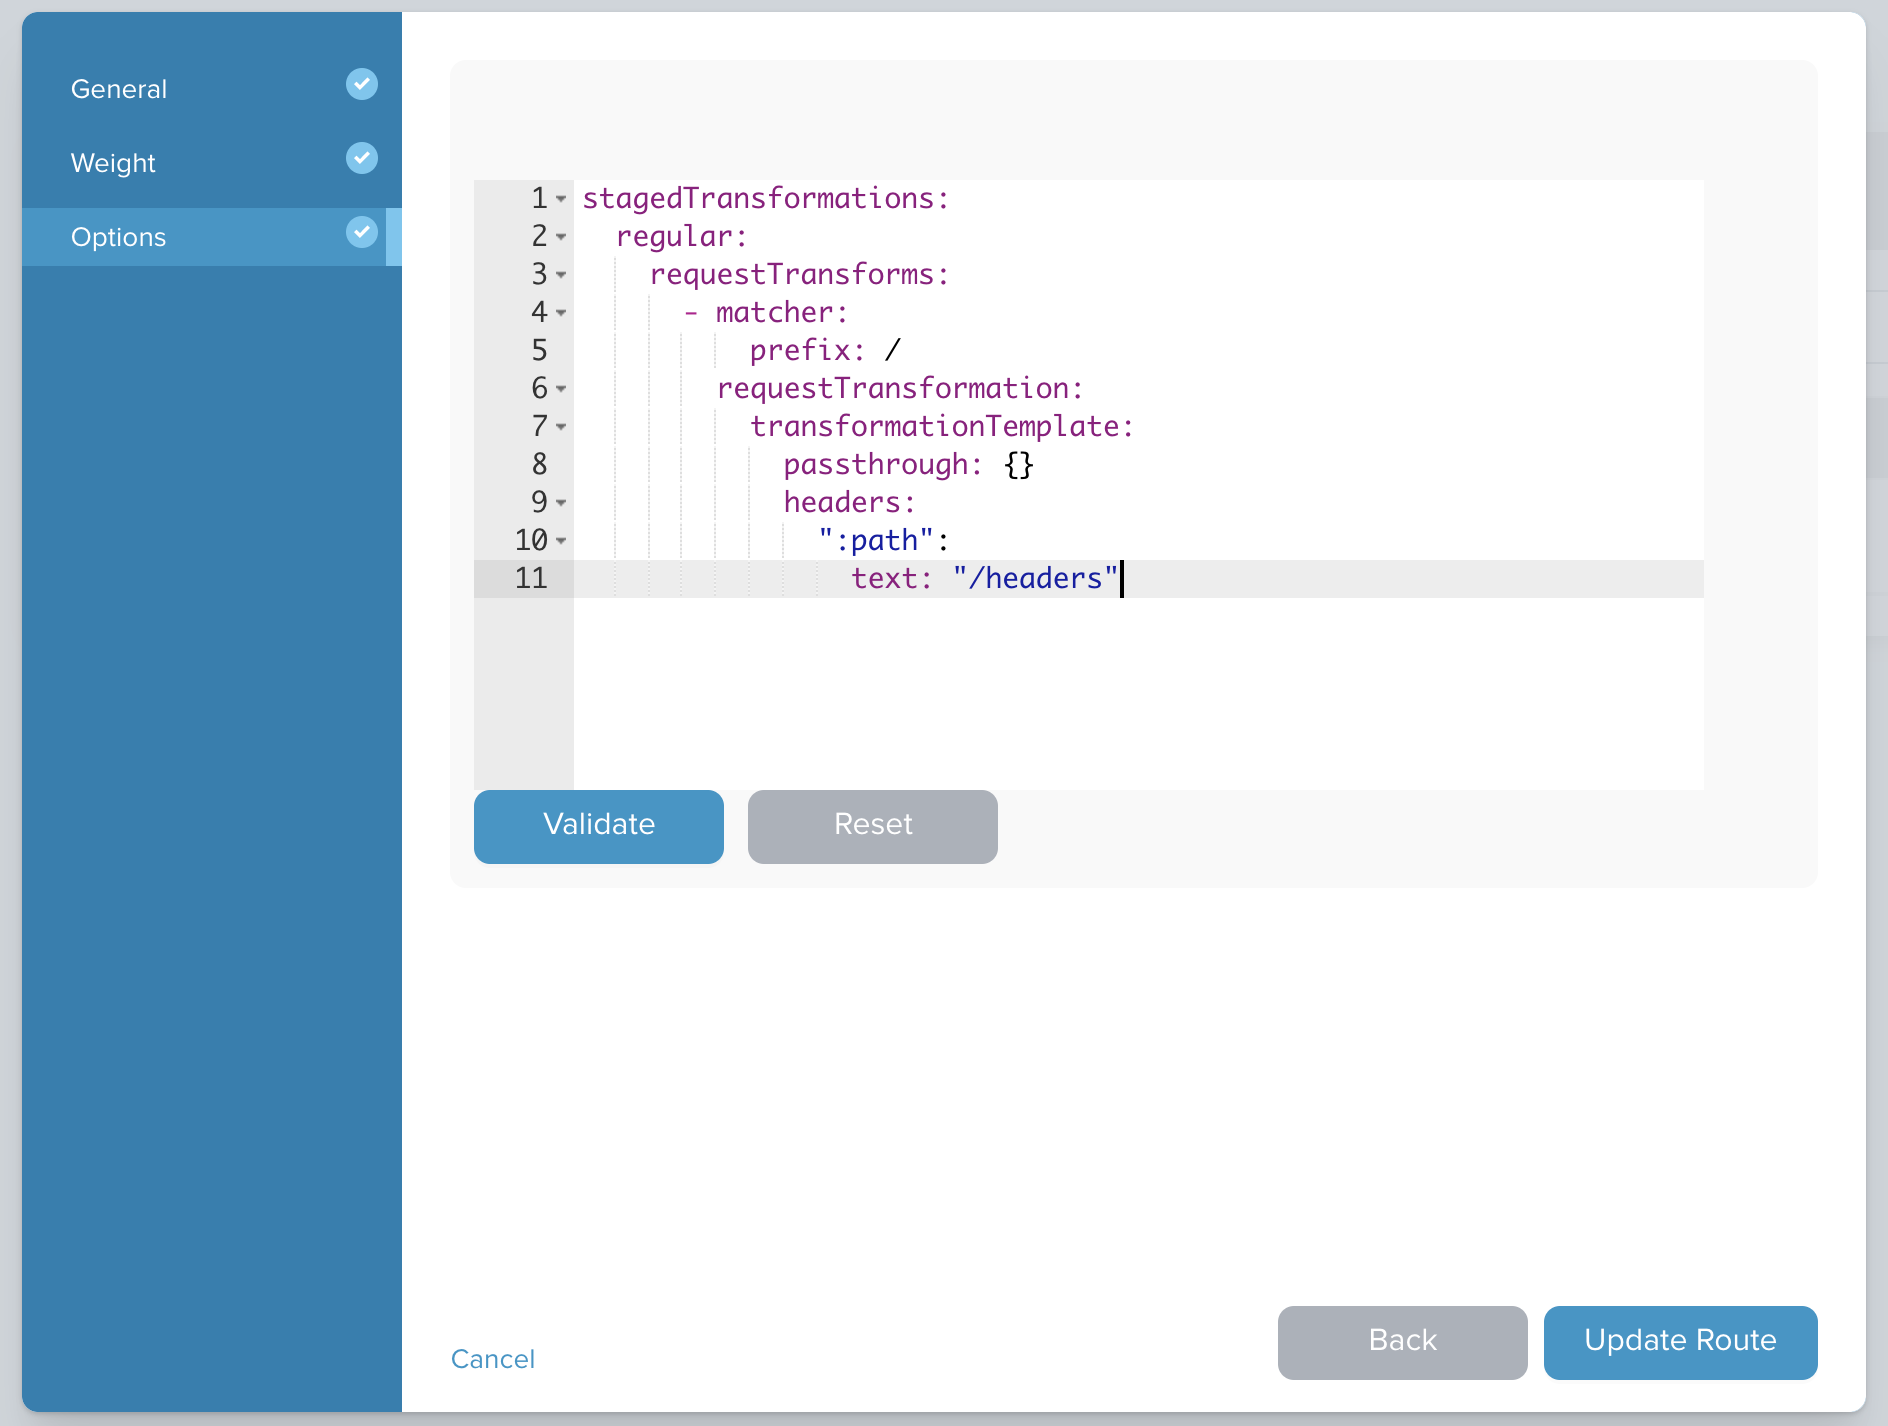 General
Weight
Options
1 stagedTransformations:
2   regular:
3     requestTransforms:
4       - matcher:
5           prefix: /
6         requestTransformation:
7           transformationTemplate:
8             passthrough: {}
9             headers:
10               ":path":
11                 text: "/headers"
Validate Reset
Cancel Back Update Route